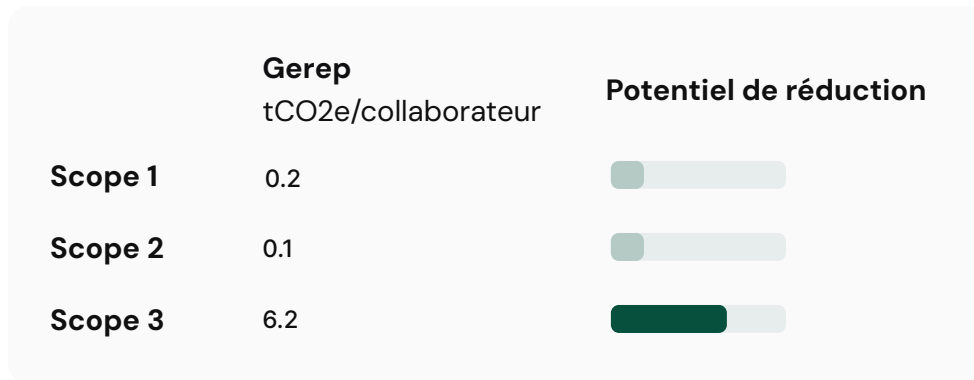 Gerep
tCO2e/collaborateur
Potentiel de réduction
Scope 1 0.2
Scope 2 0.1
Scope 3 6.2